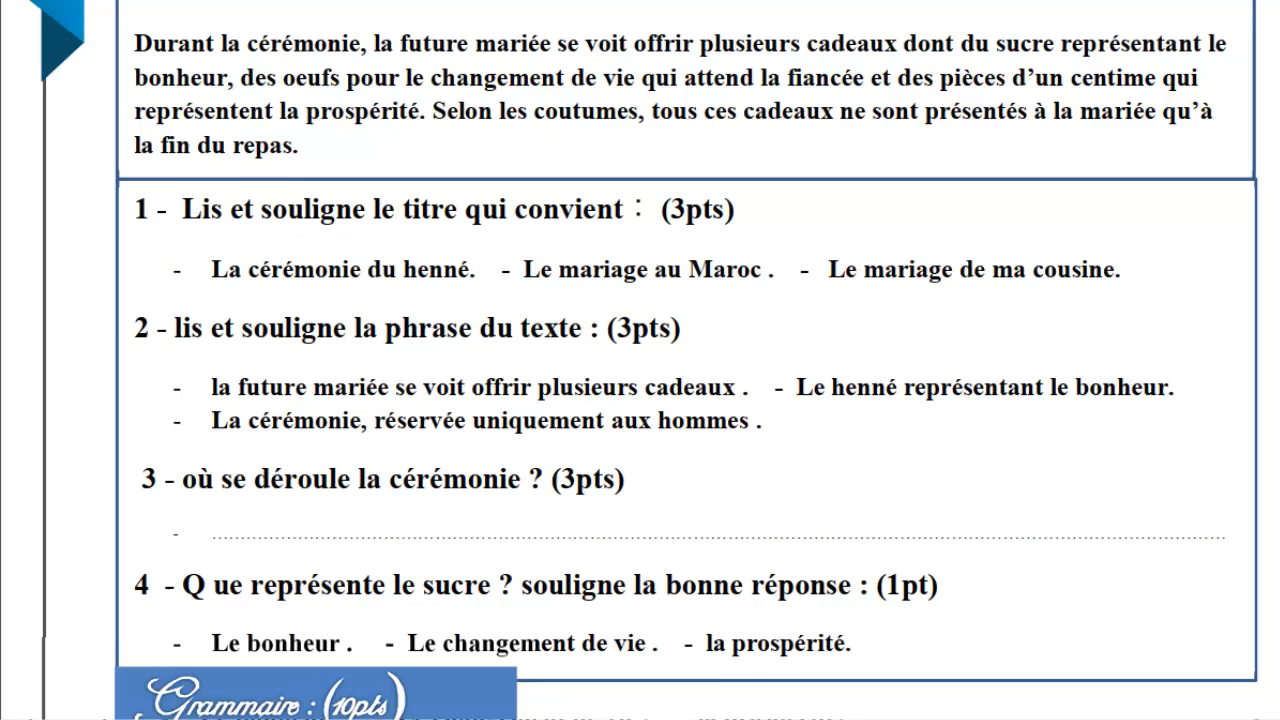 Durant la cérémonie, la future mariée se voit offrir plusieurs cadeaux dont du sucre représentant le
bonheur, des oeufs pour le changement de vie qui attend la fiancée et des pièces d’un centime qui
représentent la prospérité. Selon les coutumes, tous ces cadeaux ne sont présentés à la mariée qu’à
la fin du repas.
1 - Lis et souligne le titre qui convient : (3pts)
- La cérémonie du henné. - Le mariage au Maroc . - Le mariage de ma cousine.
2 - lis et souligne la phrase du texte : (3pts)
- la future mariée se voit offrir plusieurs cadeaux . - Le henné représentant le bonheur.
- La cérémonie, réservée uniquement aux hommes .
3 - où se déroule la cérémonie ? (3pts)
- ..........................................................................................
4 - Q ue représente le sucre ? souligne la bonne réponse : (1pt)
- Le bonheur . - Le changement de vie . - la prospérité.
Grammaire : (10pts)